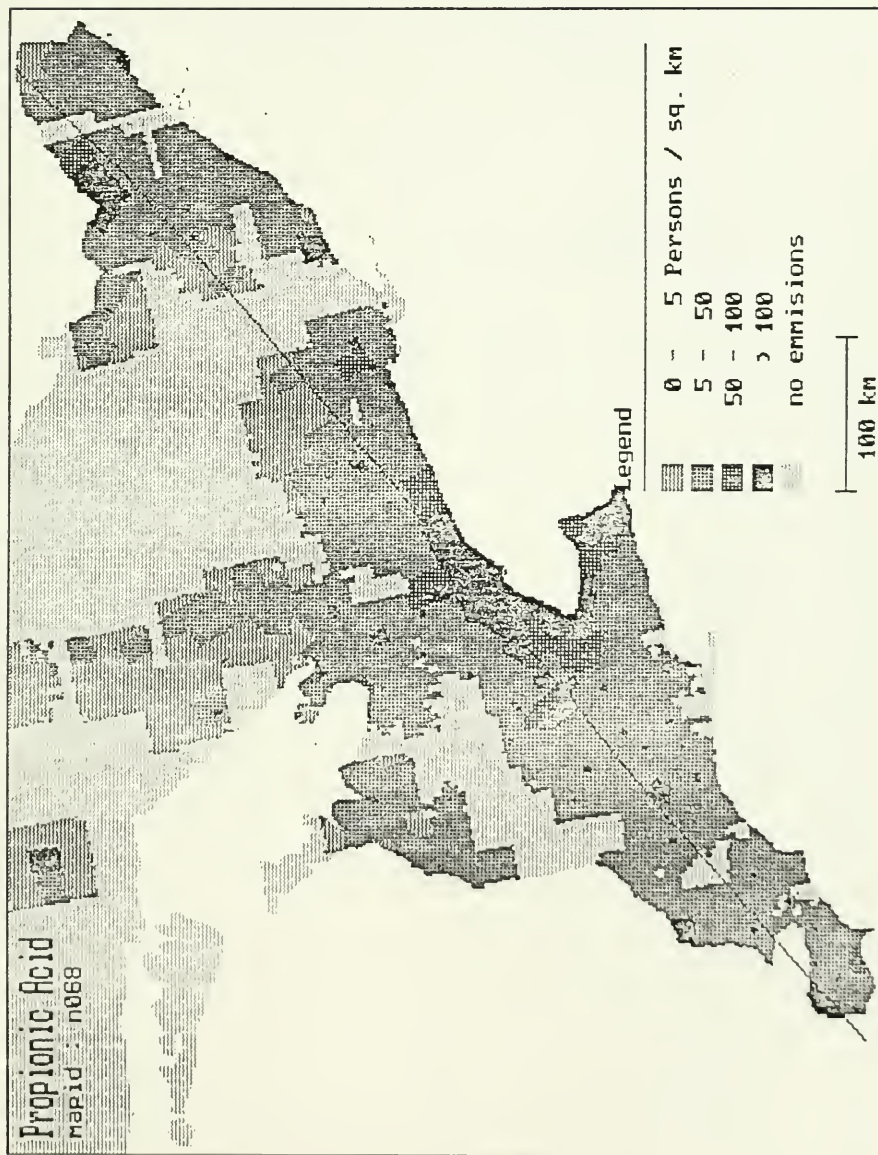 Propionic Acid
mapid : n068
Legend
0 - 5 Persons / sq. km
5 - 50
50 - 100
> 100
no emmisions
100 km